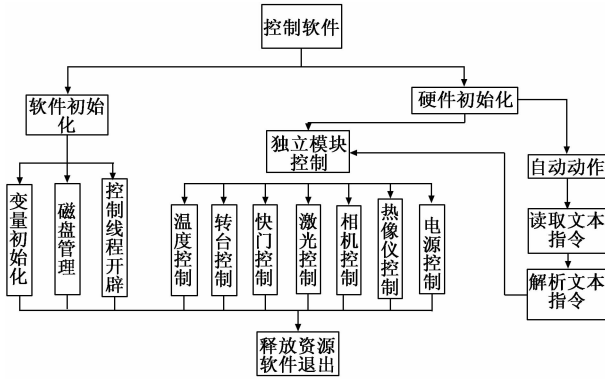 控制软件
软件初始
化
硬件初始化
独立模块
控制
自动动作
变量初始化
磁盘管理
控制线程开辟
温度控制
转台控制
快门控制
激光控制
相机控制
热像仪控制
电源控制
读取文本
指令
解析文本
指令
释放资源
软件退出